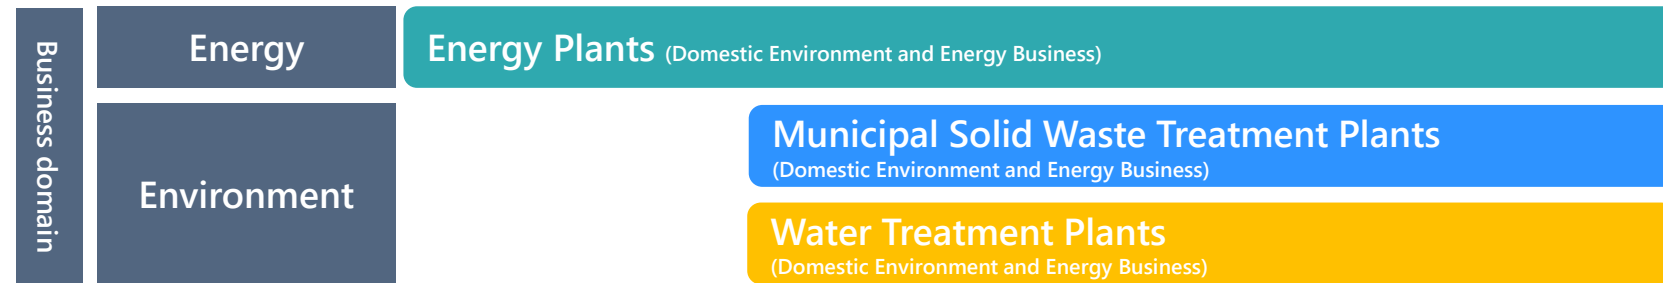 Business domain
Energy
Energy Plants (Domestic Environment and Energy Business)
Environment
Municipal Solid Waste Treatment Plants
(Domestic Environment and Energy Business)
Water Treatment Plants
(Domestic Environment and Energy Business)